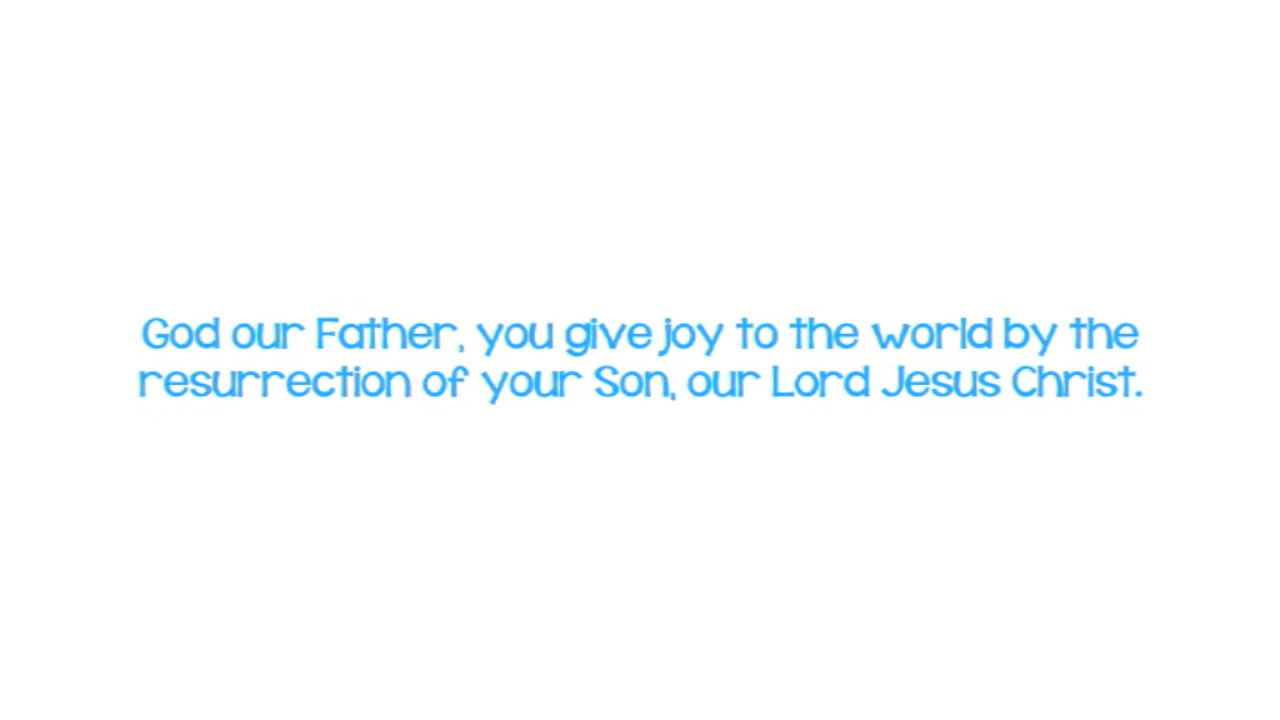 God our Father, you give joy to the world by the
resurrection of your Son, our Lord Jesus Christ.